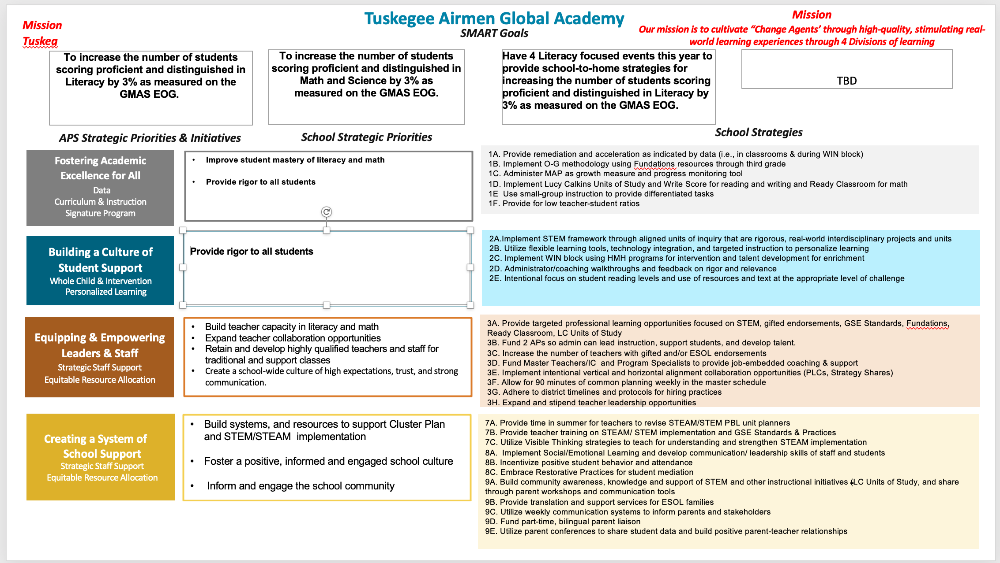 Tuskegee Airmen Global Academy
SMART Goals
Mission
Tuskeg
Mission
Our mission is to cultivate “Change Agents’ through high-quality, stimulating real-
world learning experiences through 4 Divisions of learning
To increase the number of students
scoring proficient and distinguished in
Literacy by 3% as measured on the
GMAS EOG.
To increase the number of students
scoring proficient and distinguished in
Math and Science by 3% as
measured on the GMAS EOG.
Have 4 Literacy focused events this year to
provide school-to-home strategies for
increasing the number of students scoring
proficient and distinguished in Literacy by
3% as measured on the GMAS EOG.
TBD
APS Strategic Priorities & Initiatives
School Strategic Priorities
School Strategies
Fostering Academic
Excellence for All
Data
Curriculum & Instruction
Signature Program
• Improve student mastery of literacy and math
• Provide rigor to all students
1A. Provide remediation and acceleration as indicated by data (i.e., in classrooms & during WIN block)
1B. Implement O-G methodology using Fundations resources through third grade
1C. Administer MAP as growth measure and progress monitoring tool
1D. Implement Lucy Calkins Units of Study and Write Score for reading and writing and Ready Classroom for math
1E  Use small-group instruction to provide differentiated tasks
1F. Provide for low teacher-student ratios
Building a Culture of
Student Support
Whole Child & Intervention
Personalized Learning
Provide rigor to all students
2A.Implement STEM framework through aligned units of inquiry that are rigorous, real-world interdisciplinary projects and units
2B. Utilize flexible learning tools, technology integration, and targeted instruction to personalize learning
2C. Implement WIN block using HMH programs for intervention and talent development for enrichment
2D. Administrator/coaching walkthroughs and feedback on rigor and relevance
2E. Intentional focus on student reading levels and use of resources and text at the appropriate level of challenge
Equipping & Empowering
Leaders & Staff
Strategic Staff Support
Equitable Resource Allocation
• Build teacher capacity in literacy and math
• Expand teacher collaboration opportunities
• Retain and develop highly qualified teachers and staff for
traditional and support classes
• Create a school-wide culture of high expectations, trust, and strong
communication.
3A. Provide targeted professional learning opportunities focused on STEM, gifted endorsements, GSE Standards, Fundations,
Ready Classroom, LC Units of Study
3B. Fund 2 APs so admin can lead instruction, support students, and develop talent.
3C. Increase the number of teachers with gifted and/or ESOL endorsements
3D. Fund Master Teachers/IC  and Program Specialists to provide job-embedded coaching & support
3E. Implement intentional vertical and horizontal alignment collaboration opportunities (PLCs, Strategy Shares)
3F. Allow for 90 minutes of common planning weekly in the master schedule
3G. Adhere to district timelines and protocols for hiring practices
3H. Expand and stipend teacher leadership opportunities
Creating a System of
School Support
Strategic Staff Support
Equitable Resource Allocation
• Build systems, and resources to support Cluster Plan
and STEM/STEAM  implementation
• Foster a positive, informed and engaged school culture
• Inform and engage the school community
7A. Provide time in summer for teachers to revise STEAM/STEM PBL unit planners
7B. Provide teacher training on STEAM/ STEM implementation and GSE Standards & Practices
7C. Utilize Visible Thinking strategies to teach for understanding and strengthen STEAM implementation
8A.  Implement Social/Emotional Learning and develop communication/ leadership skills of staff and students
8B. Incentivize positive student behavior and attendance
8C. Embrace Restorative Practices for student mediation
9A. Build community awareness, knowledge and support of STEM and other instructional initiatives (LC Units of Study, and share
through parent workshops and communication tools
9B. Provide translation and support services for ESOL families
9C. Utilize weekly communication systems to inform parents and stakeholders
9D. Fund part-time, bilingual parent liaison
9E. Utilize parent conferences to share student data and build positive parent-teacher relationships